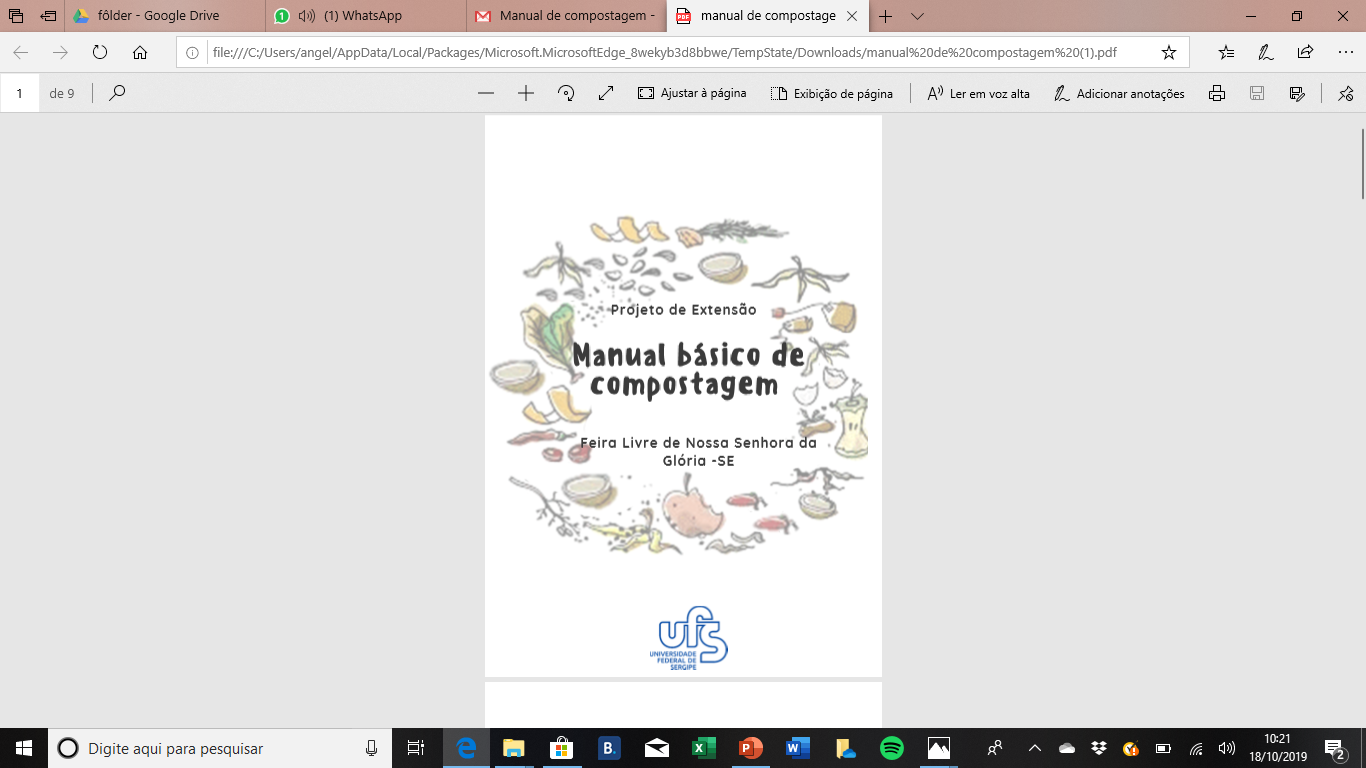 fôlder - Google Drive
(1) WhatsApp
Manual de compostagem -
manual de compostage
file:///C:/Users/angel/AppData/Local/Packages/Microsoft.MicrosoftEdge_8wekyb3d8bbwe/TempState/Downloads/manual%20de%20compostagem%20(1).pdf
1 de 9
Ajustar à página
Exibição de página
Ler em voz alta
Adicionar anotações
Projeto de Extensão
Manual básico de
compostagem
Feira Livre de Nossa Senhora da
Glória -SE
ufs
UNIVERSIDADE
FEDERAL DE
SERGIPE
Digite aqui para pesquisar
10:21
18/10/2019
2